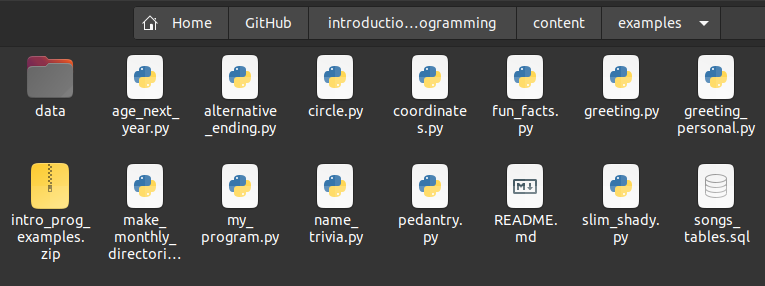 Home GitHub introductio...ogramming content examples
data age_next_ alternative circle.py coordinate fun_facts. greeting.py greeting_
year.py _ending.py s.py py personal.py
intro_prog_ make_ my_ name_ pedantry. README. slim_shady. songs_
examples. monthly_ program.py trivia.py py md py tables.sql
zip directori...